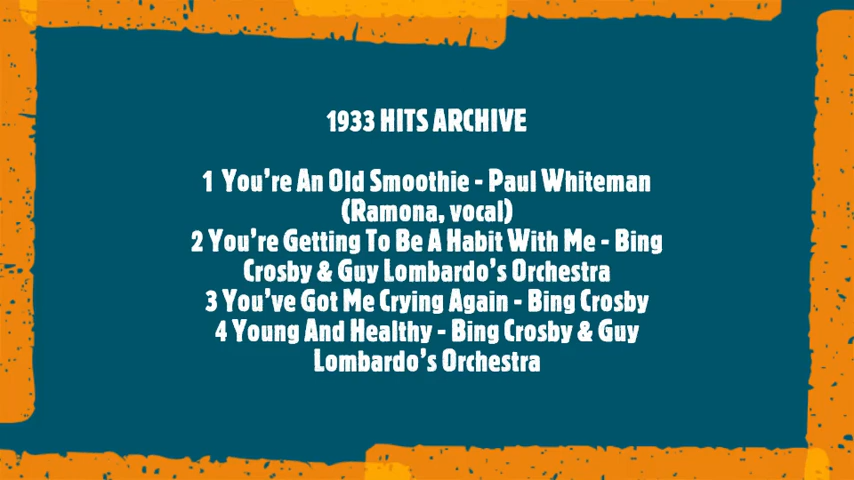 1933 HITS ARCHIVE
1 You're An Old Smoothie - Paul Whiteman
(Ramona, vocal)
2 You're Getting To Be A Habit With Me - Bing
Crosby & Guy Lombardo's Orchestra
3 You've Got Me Crying Again - Bing Crosby
4 Young And Healthy - Bing Crosby & Guy
Lombardo's Orchestra